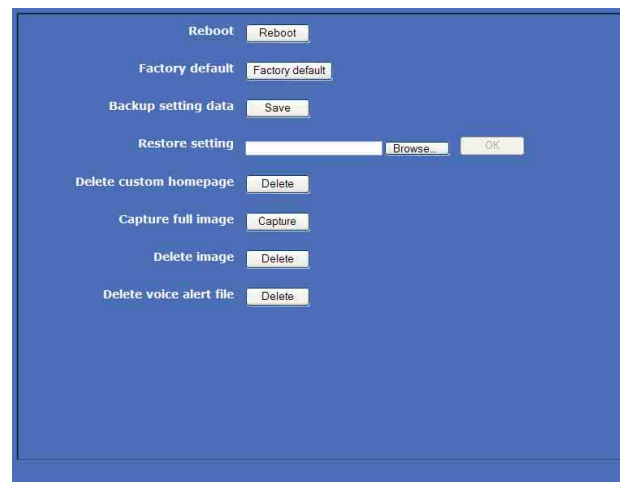 Reboot Reboot
Factory default Factory default
Backup setting data Save
Restore setting Browse... OK
Delete custom homepage Delete
Capture full image Capture
Delete image Delete
Delete voice alert file Delete